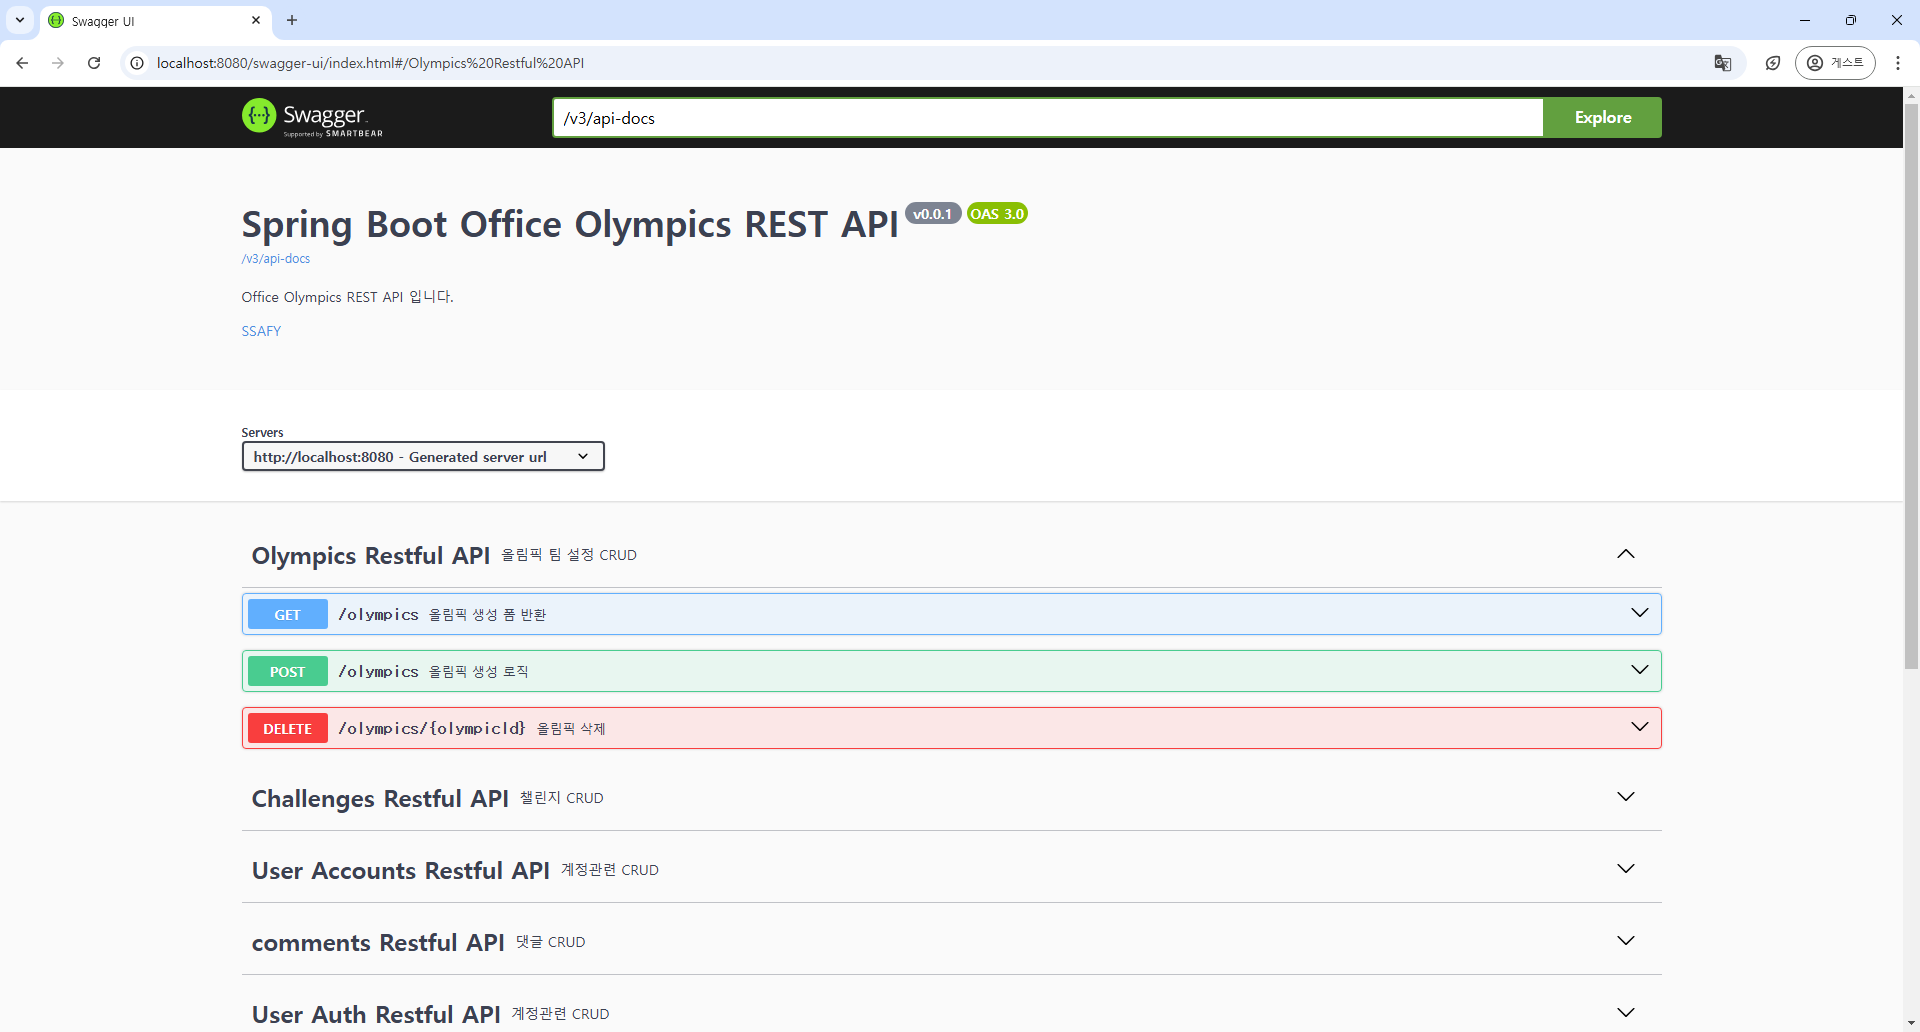 Swagger UI
localhost:8080/swagger-ui/index.html#/Olympics%20Restful%20API
게스트
Swagger
Supported by SMARTBEAR
/v3/api-docs
Explore
Spring Boot Office Olympics REST API v0.0.1 OAS 3.0
/v3/api-docs
Office Olympics REST API 입니다.
SSAFY
Servers
http://localhost:8080 - Generated server url
Olympics Restful API 올림픽 팀 설정 CRUD
GET /olympics 올림픽 생성 폼 반환
POST /olympics 올림픽 생성 로직
DELETE /olympics/{olympicId} 올림픽 삭제
Challenges Restful API 챌린지 CRUD
User Accounts Restful API 계정관련 CRUD
comments Restful API 댓글 CRUD
User Auth Restful API 계정관련 CRUD